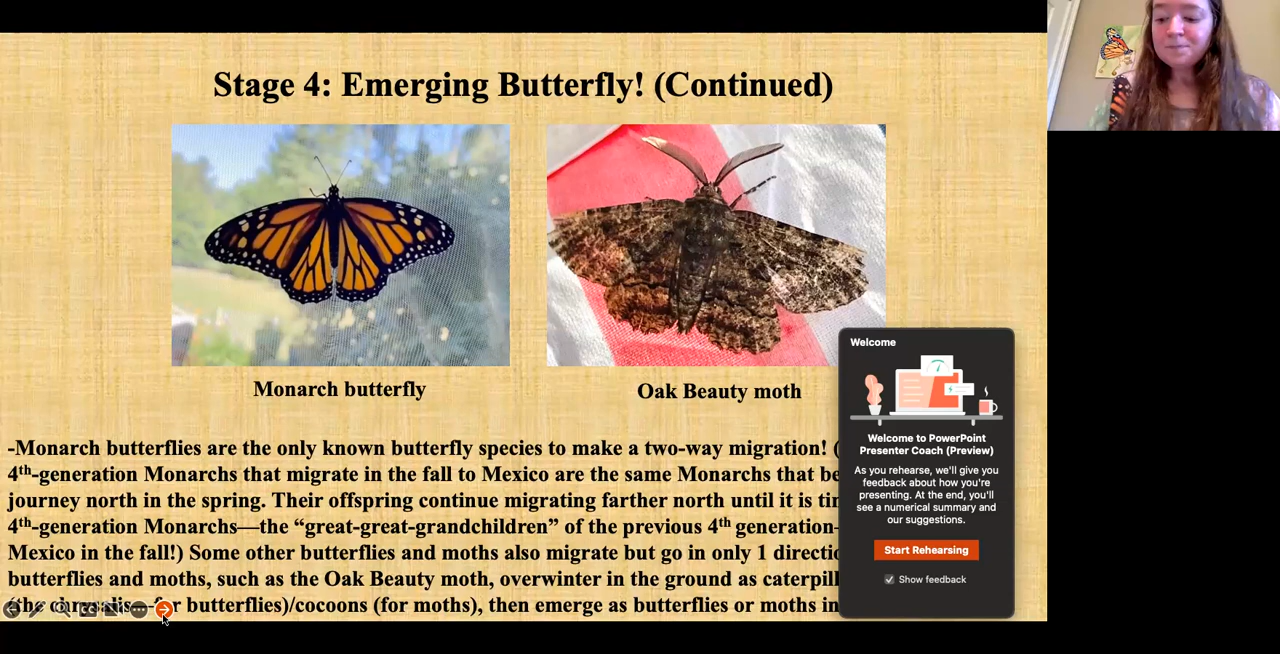 Stage 4: Emerging Butterfly! (Continued)
Monarch butterfly
Oak Beauty moth
-Monarch butterflies are the only known butterfly species to make a two-way migration! (
4th-generation Monarchs that migrate in the fall to Mexico are the same Monarchs that be
journey north in the spring. Their offspring continue migrating farther north until it is
4th-generation Monarchs—the “great-great-grandchildren” of the previous 4th generation-
Mexico in the fall!) Some other butterflies and moths also migrate but go in only 1
butterflies and moths, such as the Oak Beauty moth, overwinter in the ground as
(the butterflies)/cocoons (for moths), then emerge as butterflies or moths in
Welcome
Welcome to PowerPoint
Presenter Coach (Preview)
As you rehearse, we'll give you
feedback about how you're
presenting. At the end, you'll
see a numerical summary and
our suggestions.
Start Rehearsing
Show feedback